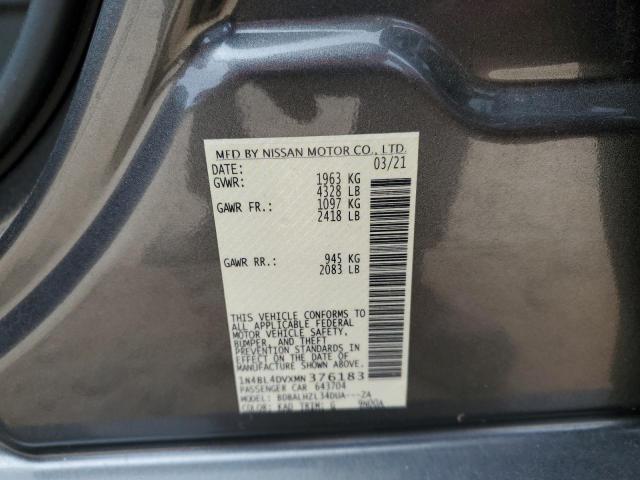 MFD BY NISSAN MOTOR CO., LTD.
DATE: 03/21
GVWR: 1963 KG
4328 LB
GAWR FR.: 1097 KG
2418 LB
GAWR RR.: 945 KG
2083 LB
THIS VEHICLE CONFORMS TO
ALL APPLICABLE FEDERAL
MOTOR VEHICLE SAFETY,
BUMPER, AND THEFT
PREVENTION STANDARDS IN
EFFECT ON THE DATE OF
MANUFACTURE SHOWN ABOVE.
1N4BL4DVXMN376183
PASSENGER CAR 643704
MODEL: BDBALHZL34DUA---ZA
COLOR: KAD TRIM: G